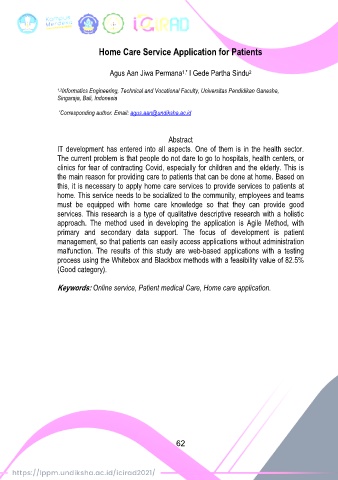 Kampus
Merdeka
iCIRAD
Home Care Service Application for Patients
Agus Aan Jiwa Permana¹,* I Gede Partha Sindu²
¹,²Informatics Engineering, Technical and Vocational Faculty, Universitas Pendidikan Ganesha,
Singaraja, Bali, Indonesia
*Corresponding author. Email: agus.aan@undiksha.ac.id
Abstract
IT development has entered into all aspects. One of them is in the health sector.
The current problem is that people do not dare to go to hospitals, health centers, or
clinics for fear of contracting Covid, especially for children and the elderly. This is
the main reason for providing care to patients that can be done at home. Based on
this, it is necessary to apply home care services to provide services to patients at
home. This service needs to be socialized to the community, employees and teams
must be equipped with home care knowledge so that they can provide good
services. This research is a type of qualitative descriptive research with a holistic
approach. The method used in developing the application is Agile Method, with
primary and secondary data support. The focus of development is patient
management, so that patients can easily access applications without administration
malfunction. The results of this study are web-based applications with a testing
process using the Whitebox and Blackbox methods with a feasibility value of 82.5%
(Good category).
Keywords: Online service, Patient medical Care, Home care application.
62
https://lppm.undiksha.ac.id/icirad2021/